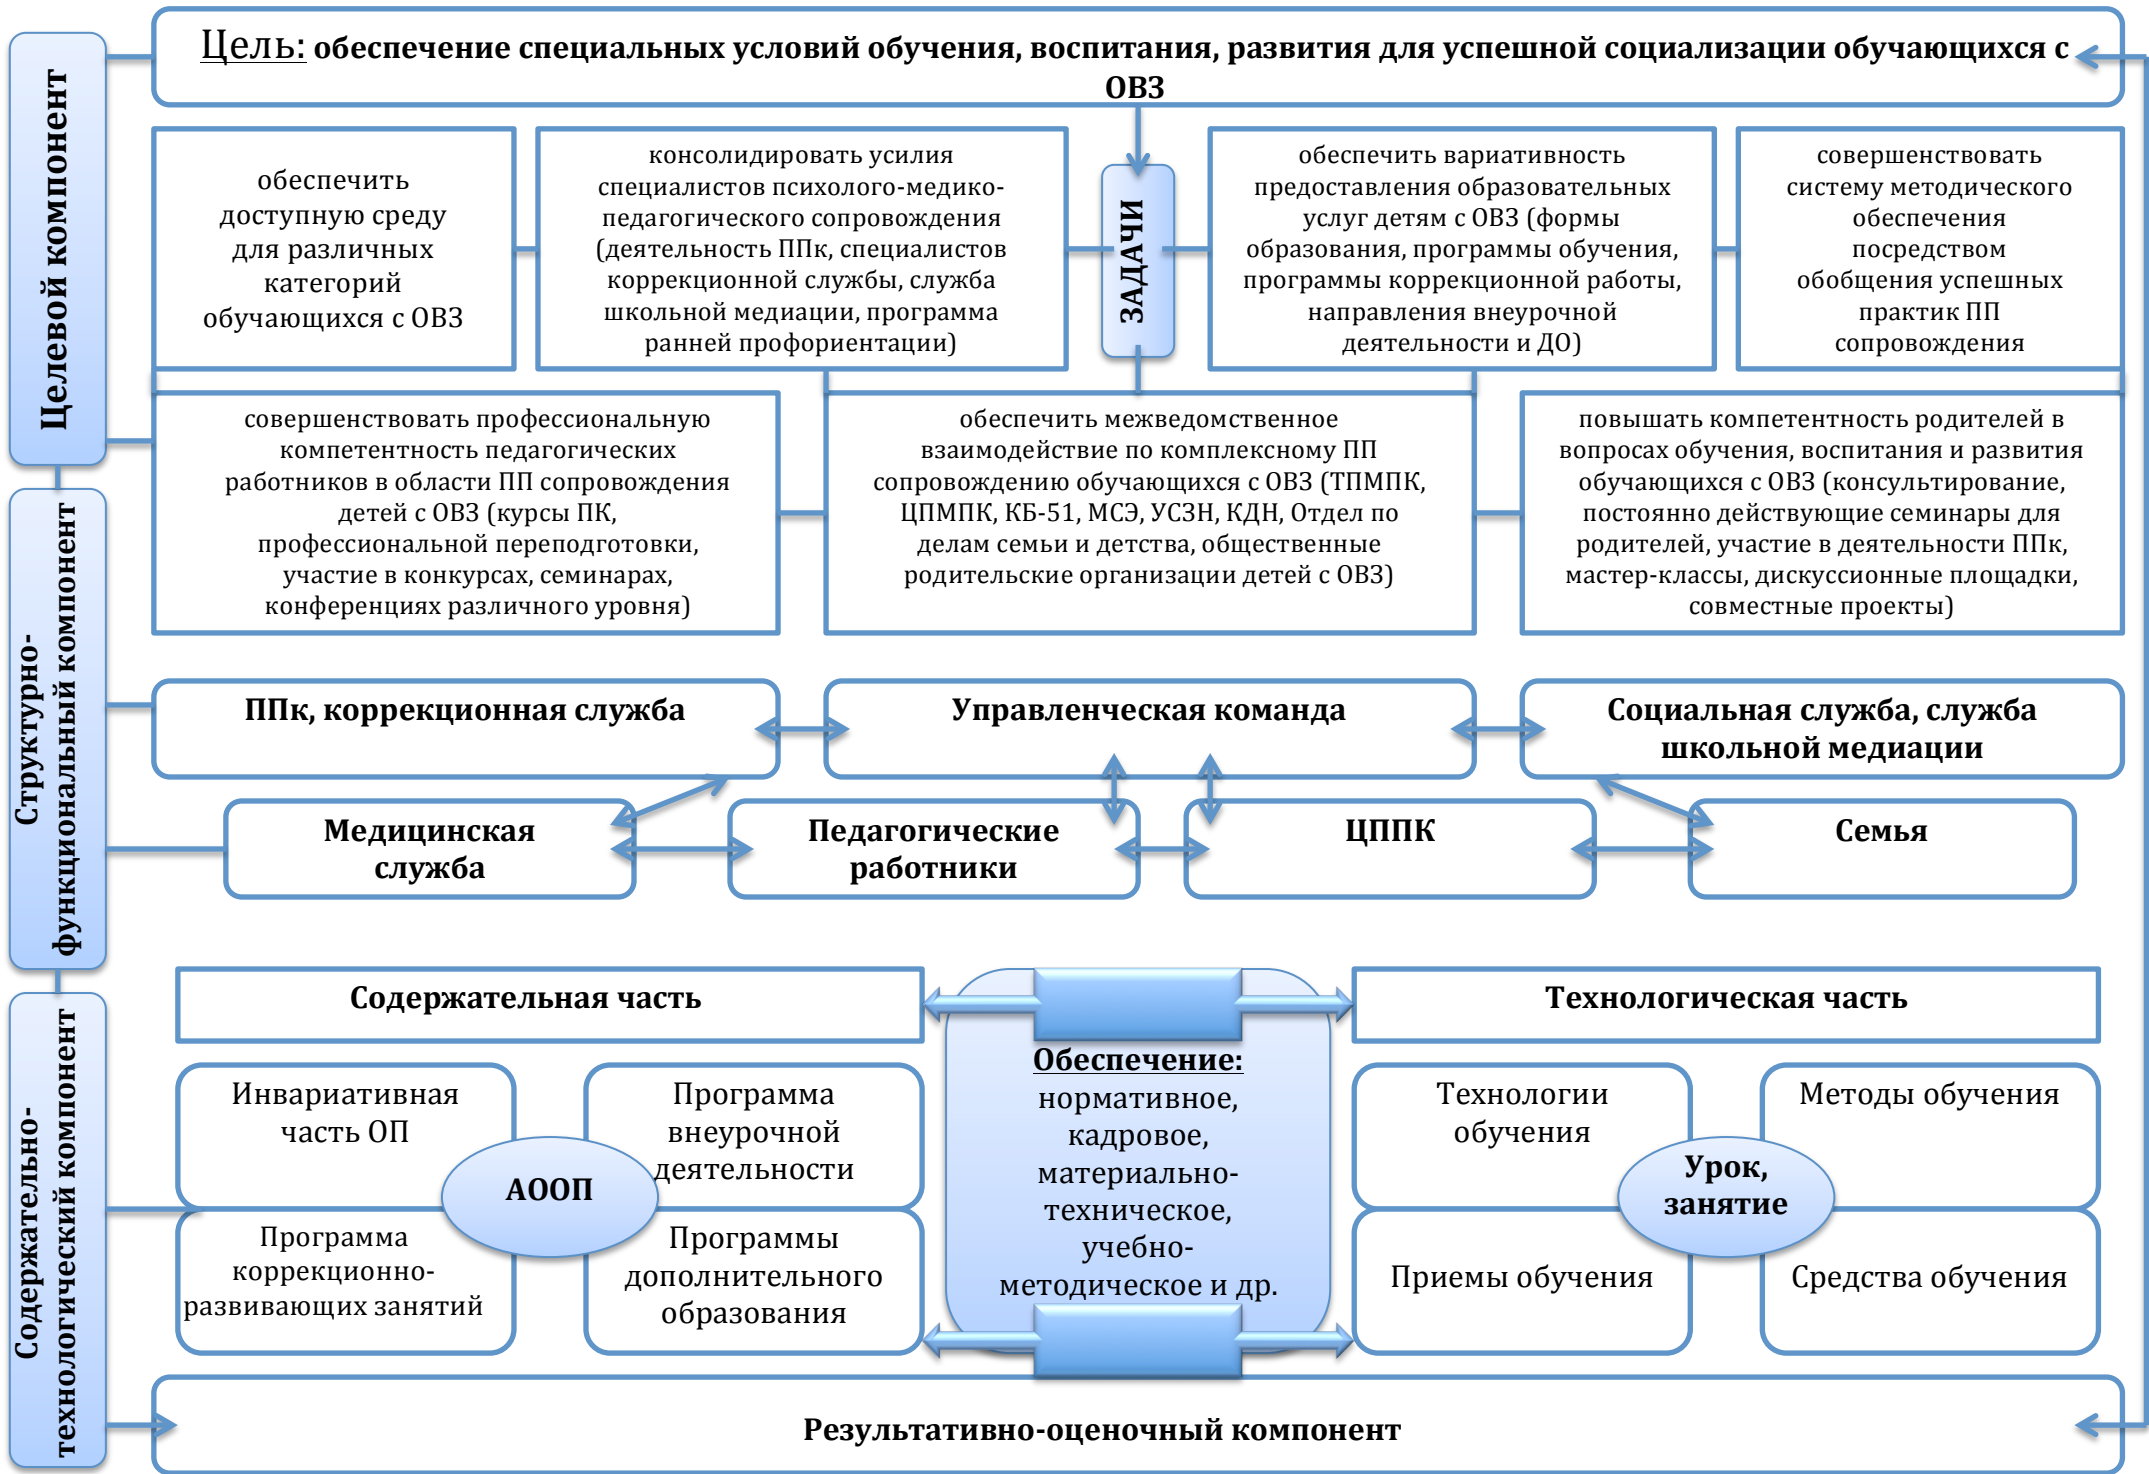 Цель: обеспечение специальных условий обучения, воспитания, развития для успешной социализации обучающихся с
ОВЗ
Целевой компонент
обеспечить
доступную среду
для различных
категорий
обучающихся с ОВЗ
консолидировать усилия
специалистов психолого-медико-
педагогического сопровождения
(деятельность ППк, специалистов
коррекционной службы, служба
школьной медиации, программа
ранней профориентации)
ЗАДАЧИ
обеспечить вариативность
предоставления образовательных
услуг детям с ОВЗ (формы
образования, программы обучения,
программы коррекционной работы,
направления внеурочной
деятельности и ДО)
совершенствовать
систему методического
обеспечения
посредством
обобщения успешных
практик ПП
сопровождения
совершенствовать профессиональную
компетентность педагогических
работников в области ПП сопровождения
детей с ОВЗ (курсы ПК,
профессиональной переподготовки,
участие в конкурсах, семинарах,
конференциях различного уровня)
обеспечить межведомственное
взаимодействие по комплексному ПП
сопровождению обучающихся с ОВЗ (ТПМПК,
ЦПМПК, КБ-51, МСЭ, УСЗН, КДН, Отдел по
делам семьи и детства, общественные
родительские организации детей с ОВЗ)
повышать компетентность родителей в
вопросах обучения, воспитания и развития
обучающихся с ОВЗ (консультирование,
постоянно действующие семинары для
родителей, участие в деятельности ППк,
мастер-классы, дискуссионные площадки,
совместные проекты)
Структурно-
функциональный компонент
ППк, коррекционная служба
Управленческая команда
Социальная служба, служба
школьной медиации
Медицинская
служба
Педагогические
работники
ЦППК
Семья
Содержательно-
технологический компонент
Содержательная часть
Технологическая часть
Инвариативная
часть ОП
Программа
внеурочной
деятельности
АООП
Программа
коррекционно-
развивающих занятий
Программы
дополнительного
образования
Обеспечение:
нормативное,
кадровое,
материально-
техническое,
учебно-
методическое и др.
Технологии
обучения
Методы обучения
Урок,
занятие
Приемы обучения
Средства обучения
Результативно-оценочный компонент